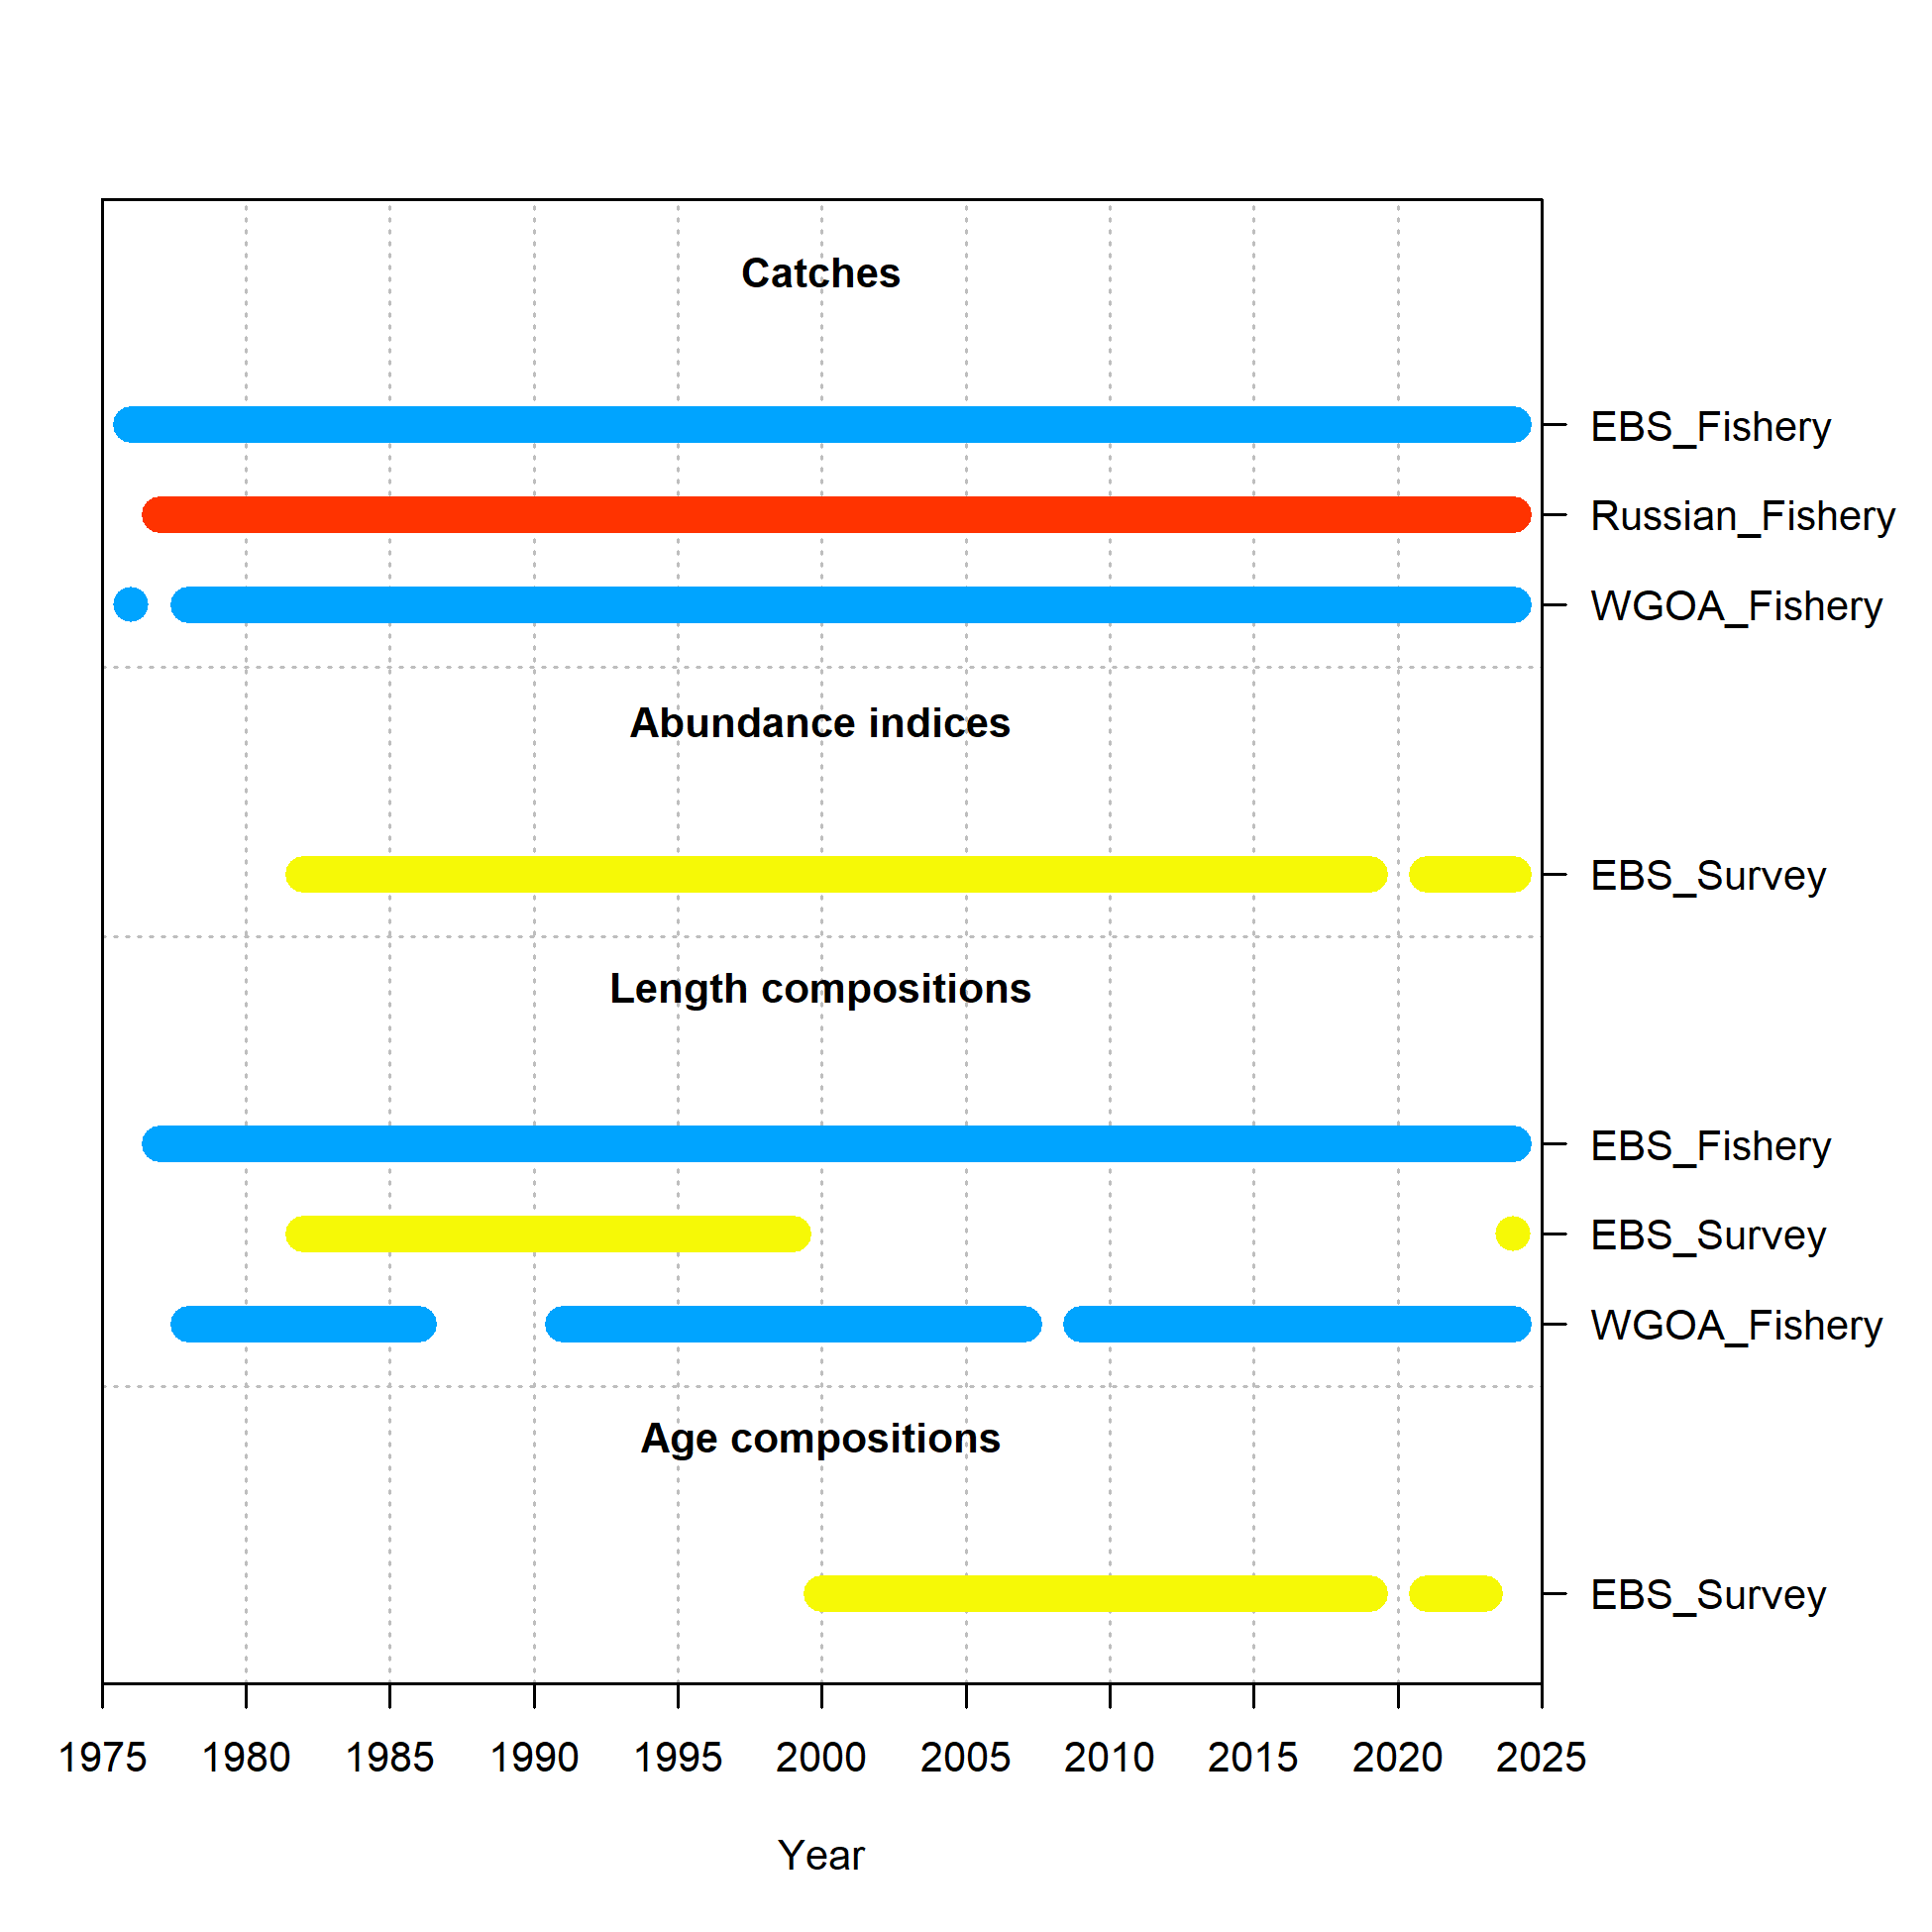 Catches
EBS_Fishery
Russian_Fishery
WGOA_Fishery
Abundance indices
EBS_Survey
Length compositions
EBS_Fishery
EBS_Survey
WGOA_Fishery
Age compositions
EBS_Survey
1975 1980 1985 1990 1995 2000 2005 2010 2015 2020 2025
Year